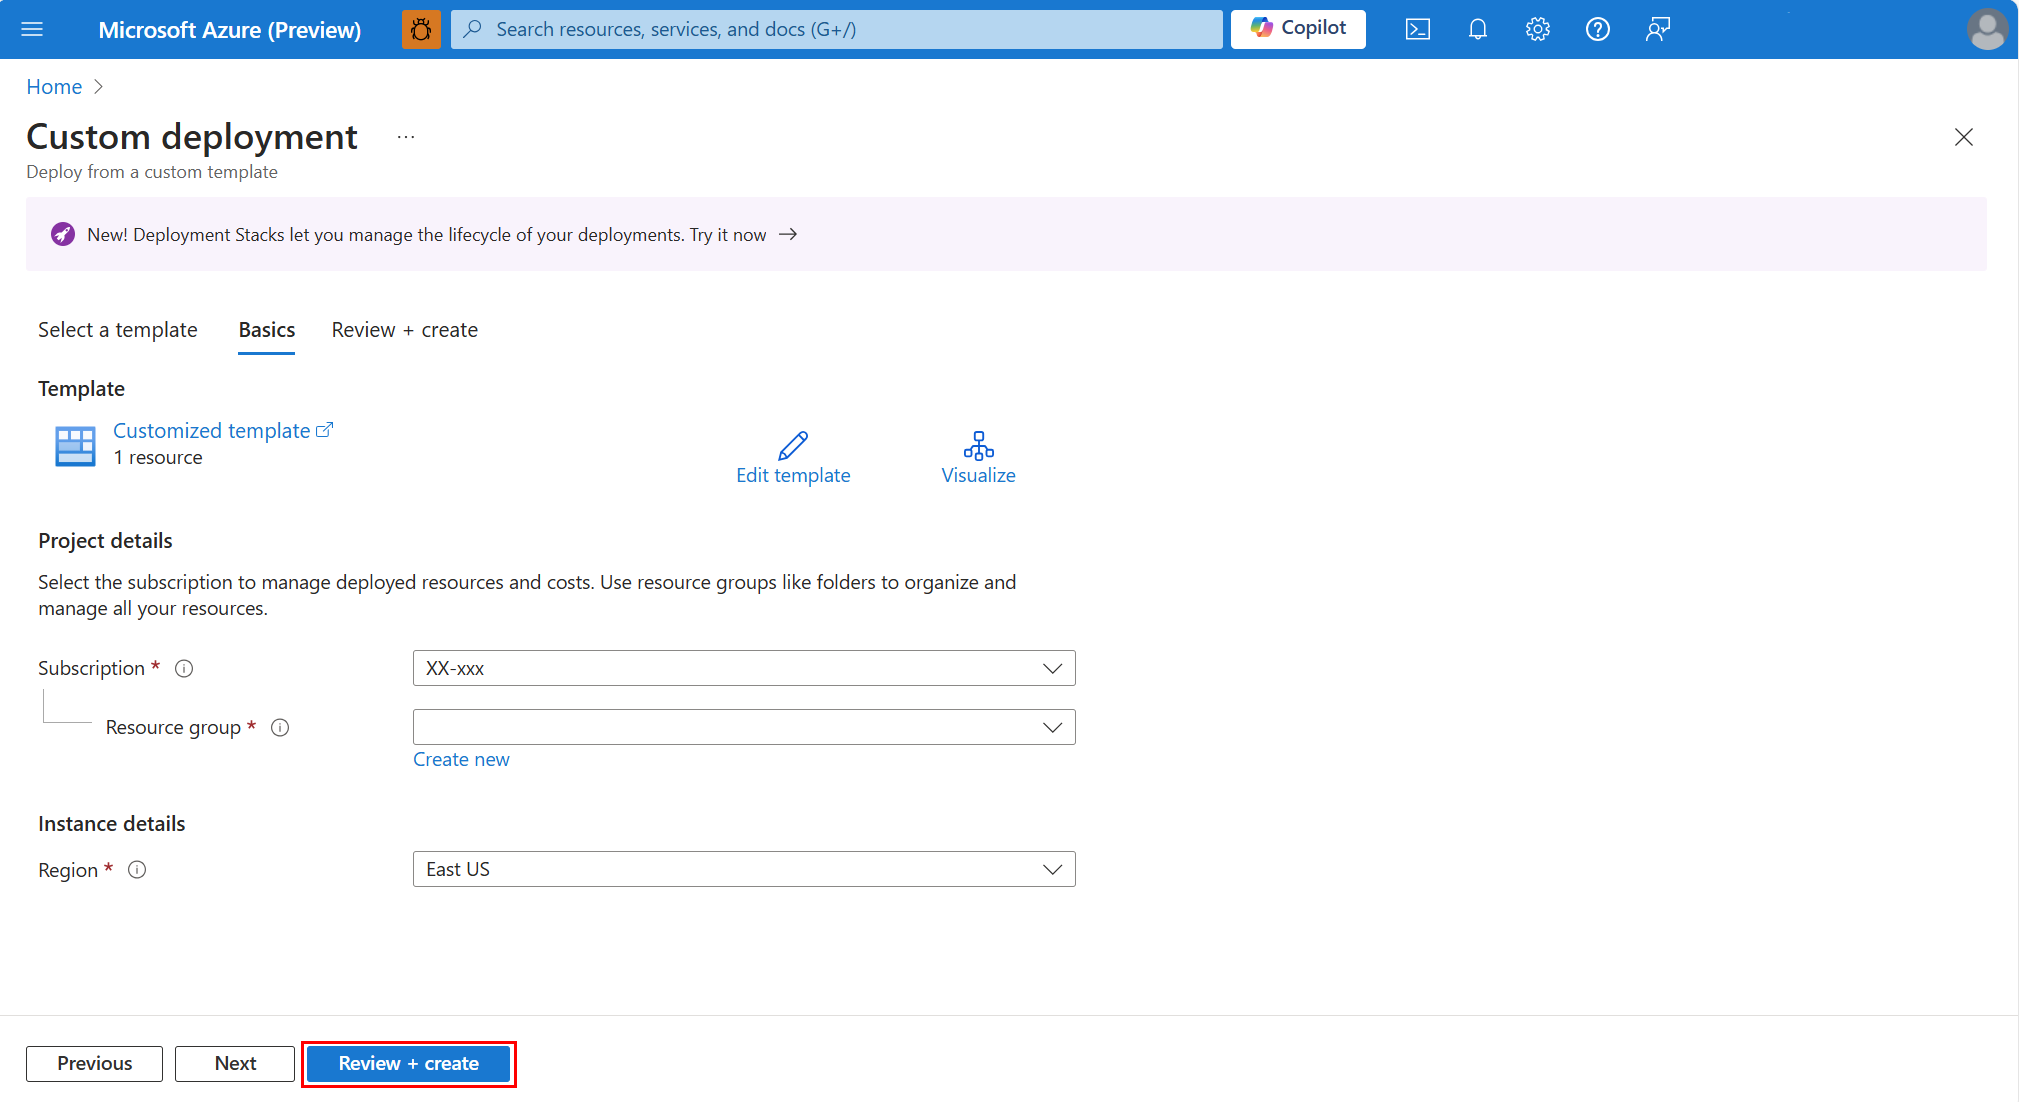 Microsoft Azure (Preview)
Search resources, services, and docs (G+/)
Copilot
Home
Custom deployment
Deploy from a custom template
New! Deployment Stacks let you manage the lifecycle of your deployments. Try it now
Select a template
Basics
Review + create
Template
Customized template
1 resource
Edit template
Visualize
Project details
Select the subscription to manage deployed resources and costs. Use resource groups like folders to organize and
manage all your resources.
Subscription *
XX-xxx
Resource group *
Create new
Instance details
Region *
East US
Previous
Next
Review + create